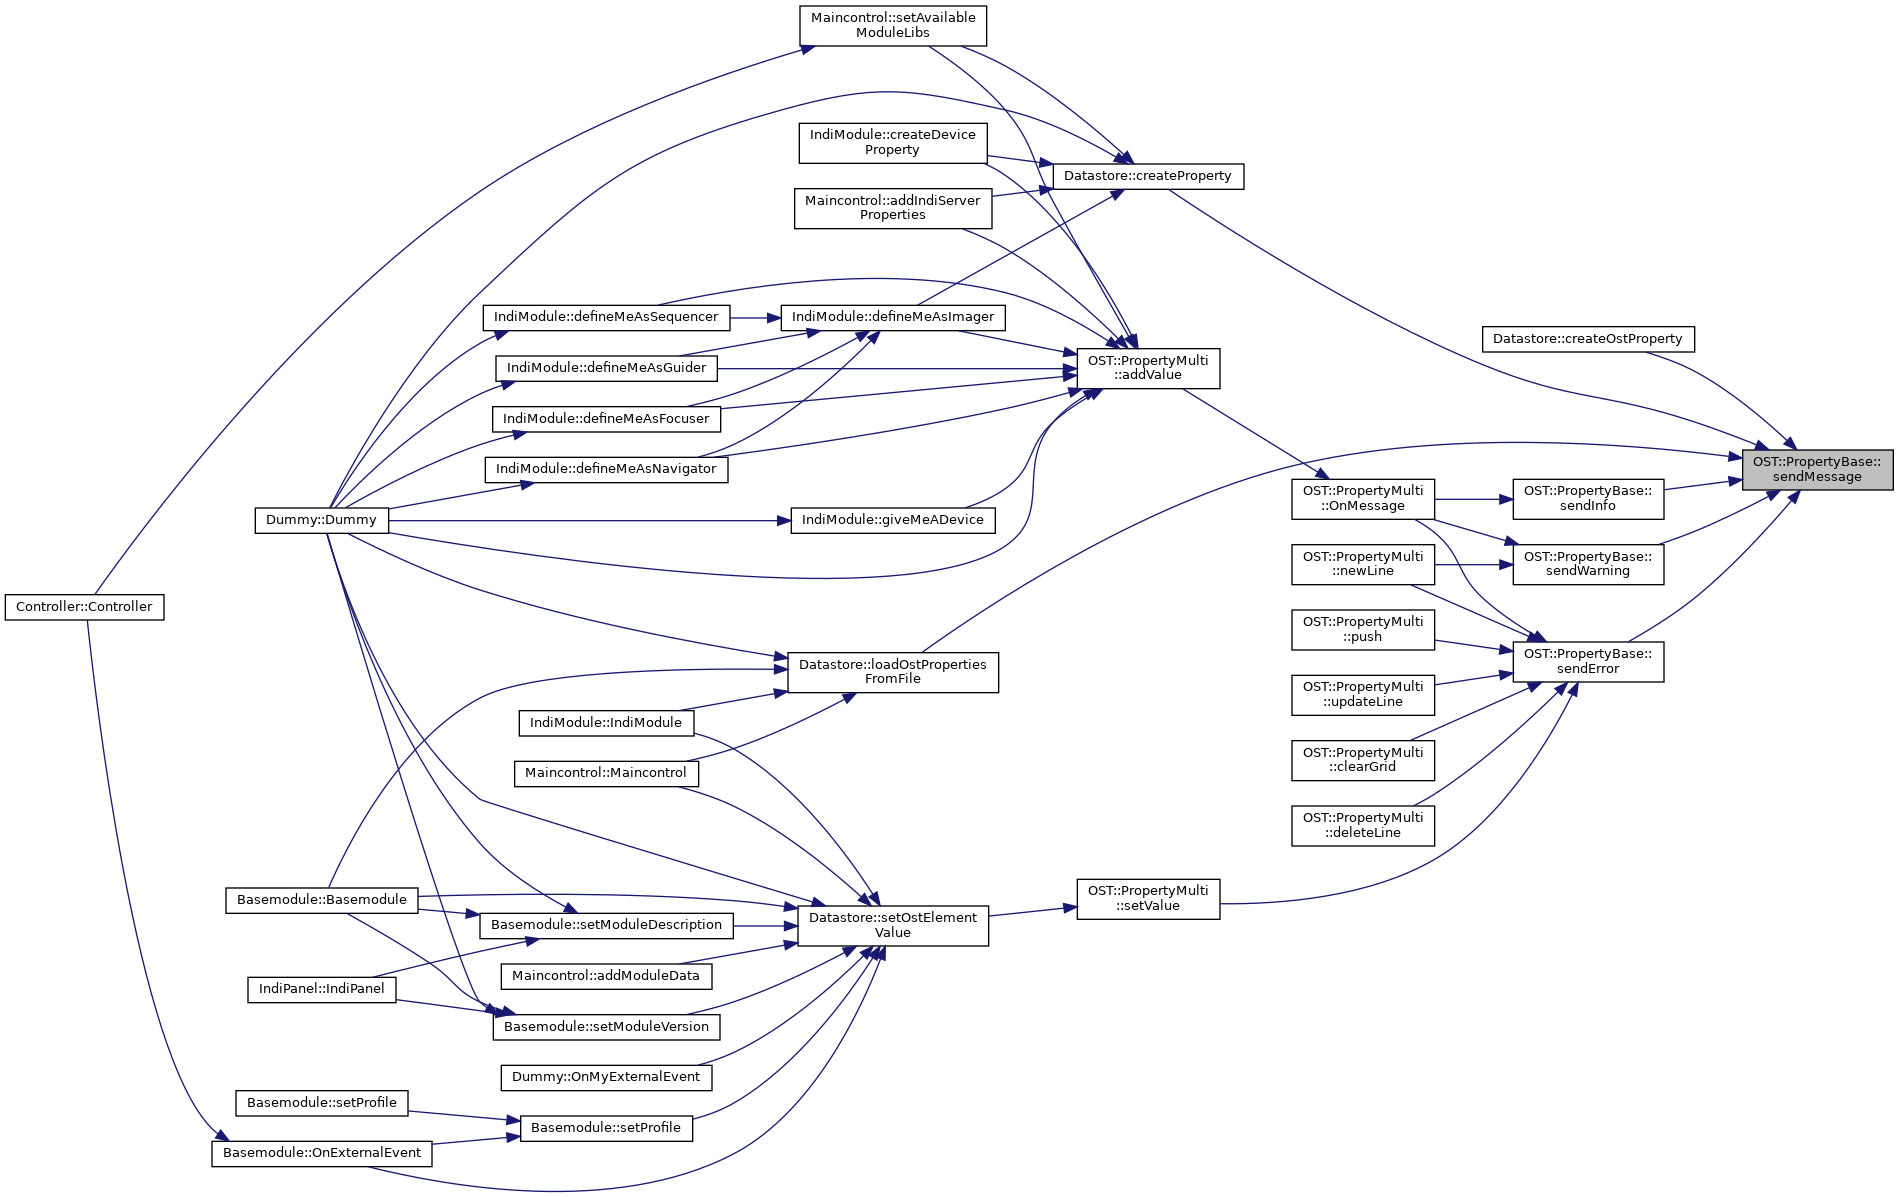 Maincontrol::setAvailable
ModuleLibs
IndiModule::createDevice
Property
Datastore::createProperty
Maincontrol::addIndiServer
Properties
IndiModule::defineMeAsSequencer
IndiModule::defineMeAsImager
Datastore::createOstProperty
IndiModule::defineMeAsGuider
OST::PropertyMulti
::addValue
IndiModule::defineMeAsFocuser
IndiModule::defineMeAsNavigator
OST::PropertyBase::
sendMessage
OST::PropertyMulti
::OnMessage
OST::PropertyBase::
sendInfo
Dummy::Dummy
IndiModule::giveMeADevice
OST::PropertyMulti
::newLine
OST::PropertyBase::
sendWarning
Controller::Controller
OST::PropertyMulti
::push
OST::PropertyBase::
sendError
Datastore::loadOstProperties
FromFile
OST::PropertyMulti
::updateLine
IndiModule::IndiModule
OST::PropertyMulti
::clearGrid
Maincontrol::Maincontrol
OST::PropertyMulti
::deleteLine
Basemodule::Basemodule
OST::PropertyMulti
::setValue
Basemodule::setModuleDescription
Datastore::setOstElement
Value
Maincontrol::addModuleData
IndiPanel::IndiPanel
Basemodule::setModuleVersion
Dummy::OnMyExternalEvent
Basemodule::setProfile
Basemodule::setProfile
Basemodule::OnExternalEvent